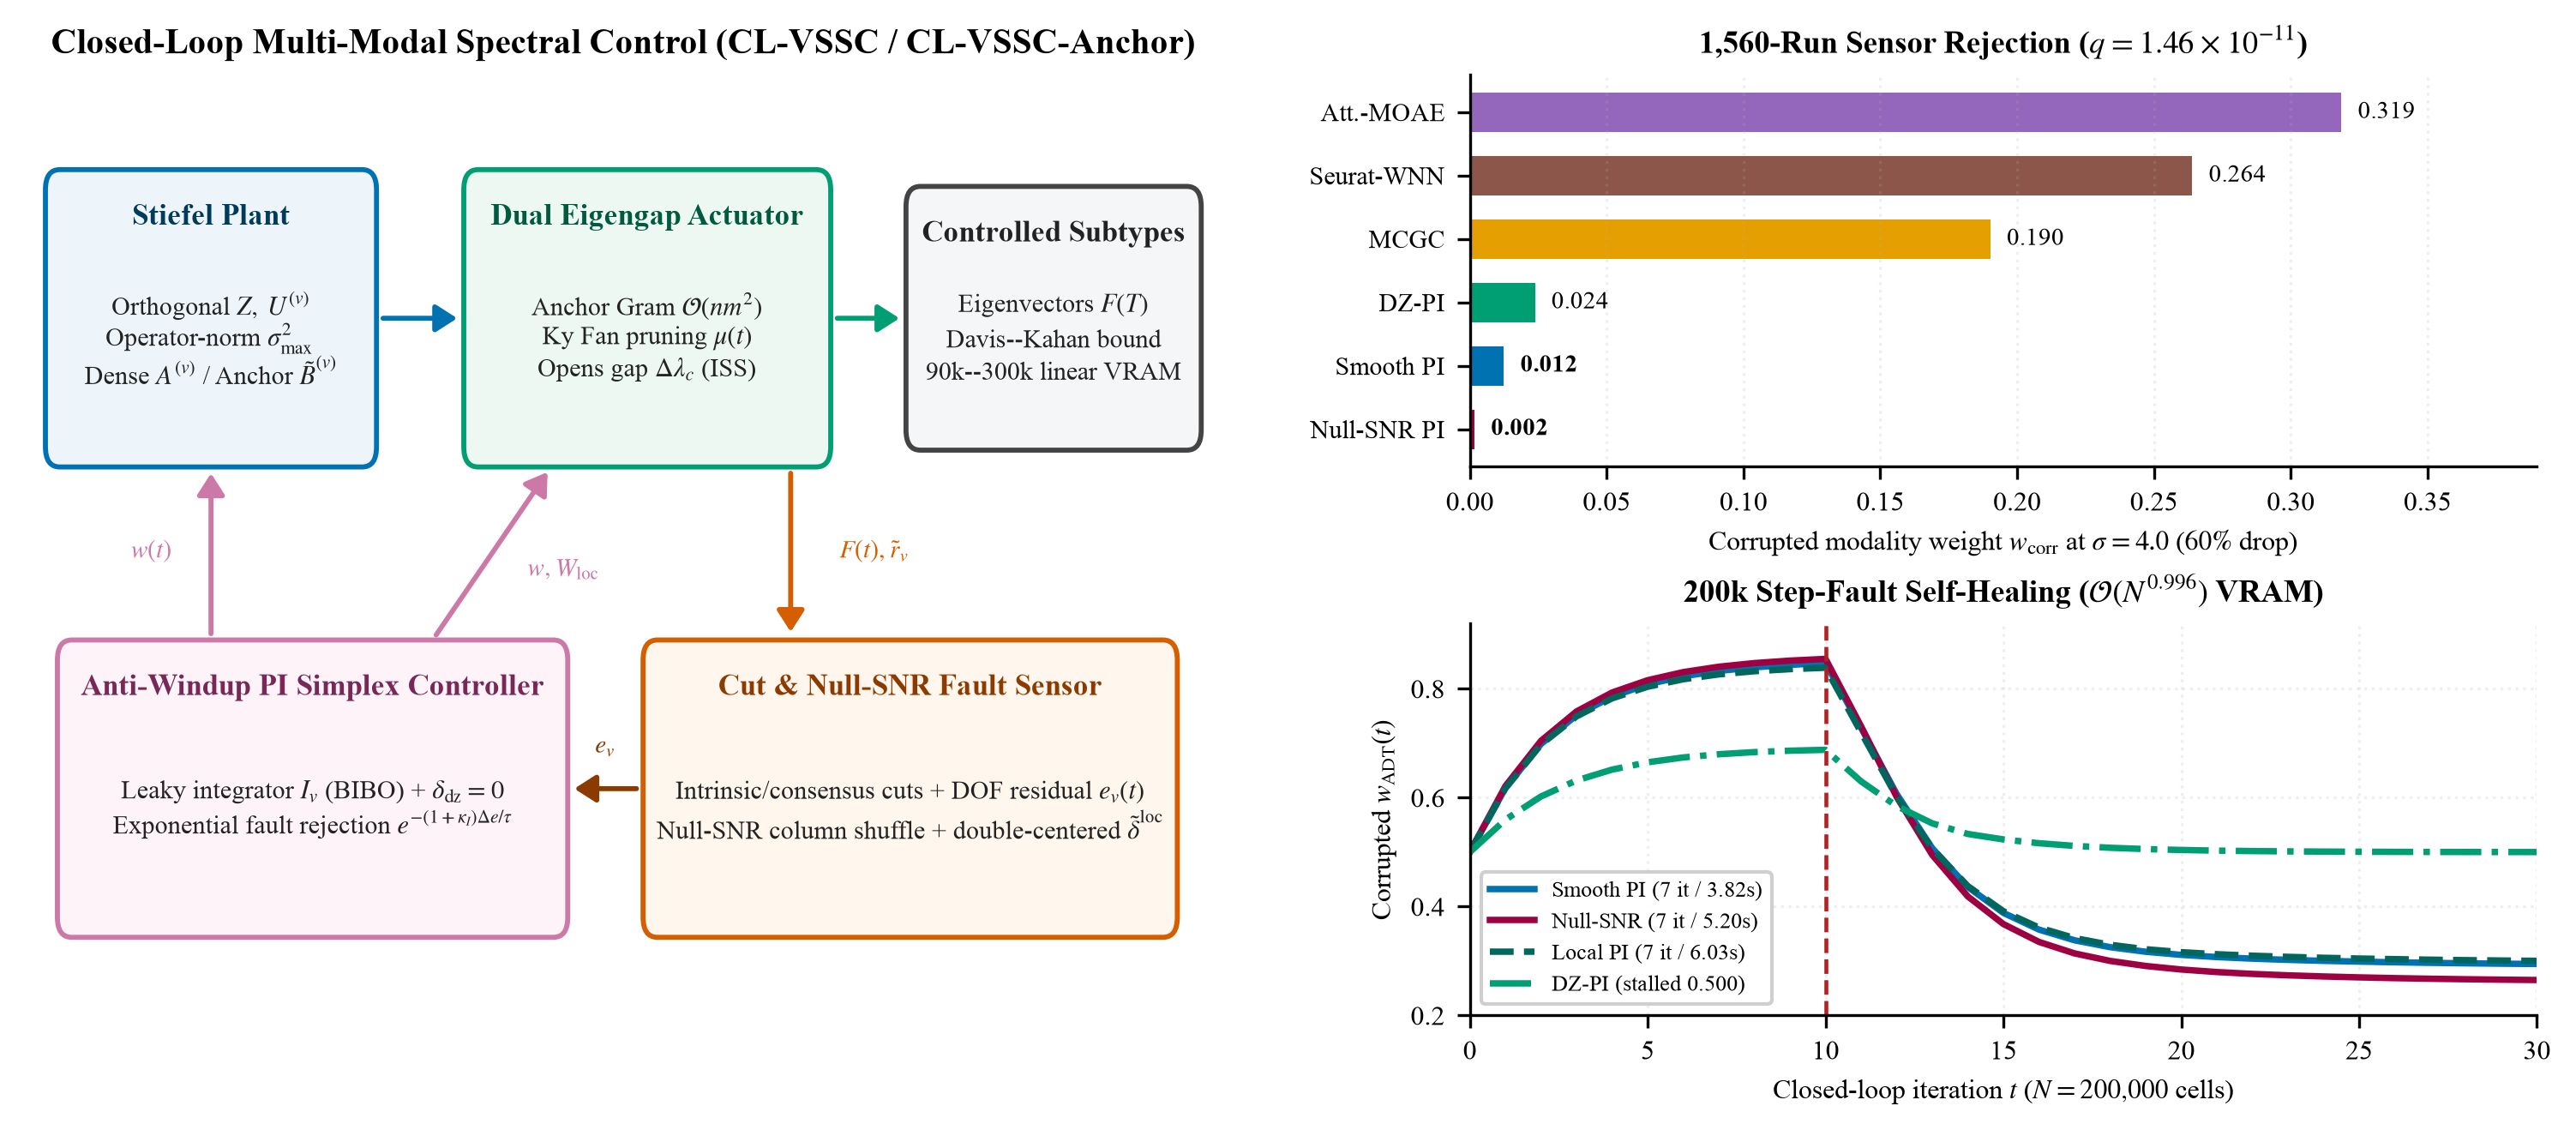 Closed-Loop Multi-Modal Spectral Control (CL-VSSC / CL-VSSC-Anchor)
Stiefel Plant
Orthogonal Z, U^(v)
Operator-norm σ²_max
Dense A^(v) / Anchor B̃^(v)
Dual Eigengap Actuator
Anchor Gram 𝒪(nm²)
Ky Fan pruning μ(t)
Opens gap Δλ_c (ISS)
Controlled Subtypes
Eigenvectors F(T)
Davis--Kahan bound
90k--300k linear VRAM
w(t)
w, W_loc
F(t), r̃_v
Anti-Windup PI Simplex Controller
Leaky integrator I_v (BIBO) + δ_dz = 0
Exponential fault rejection e^−(1 + κ_I)Δe/τ
e_v
Cut & Null-SNR Fault Sensor
Intrinsic/consensus cuts + DOF residual e_v(t)
Null-SNR column shuffle + double-centered δ̃^loc
1,560-Run Sensor Rejection (q = 1.46 × 10⁻¹¹)
Att.-MOAE
0.319
Seurat-WNN
0.264
MCGC
0.190
DZ-PI
0.024
Smooth PI
0.012
Null-SNR PI
0.002
0.00 0.05 0.10 0.15 0.20 0.25 0.30 0.35
Corrupted modality weight w_corr at σ = 4.0 (60% drop)
200k Step-Fault Self-Healing (𝒪(N^0.996) VRAM)
Corrupted w_ADT(t)
0.8
0.6
0.4
0.2
Smooth PI (7 it / 3.82s)
Null-SNR (7 it / 5.20s)
Local PI (7 it / 6.03s)
DZ-PI (stalled 0.500)
0 5 10 15 20 25 30
Closed-loop iteration t (N = 200,000 cells)